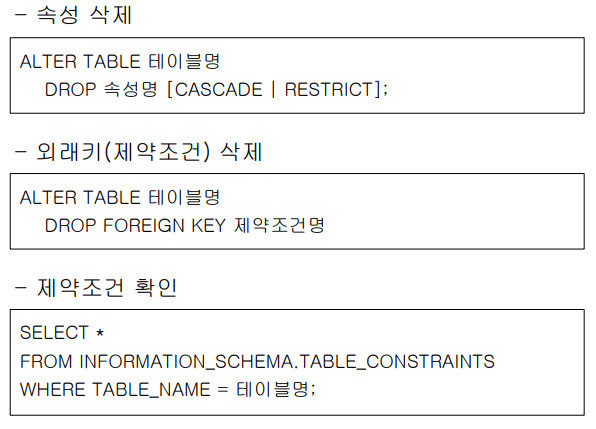 - 속성 삭제
ALTER TABLE 테이블명
DROP 속성명 [CASCADE | RESTRICT];
- 외래키(제약조건) 삭제
ALTER TABLE 테이블명
DROP FOREIGN KEY 제약조건명
- 제약조건 확인
SELECT *
FROM INFORMATION_SCHEMA.TABLE_CONSTRAINTS
WHERE TABLE_NAME = 테이블명;